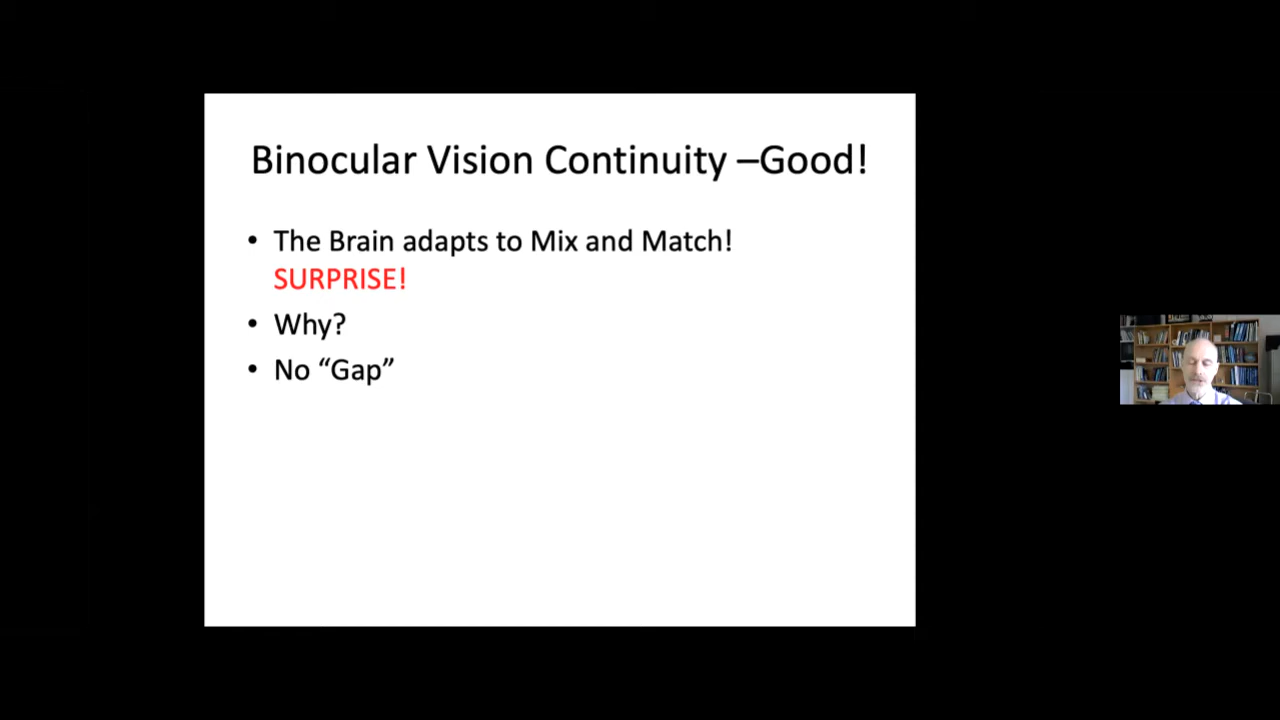 Binocular Vision Continuity –Good!
• The Brain adapts to Mix and Match!
SURPRISE!
• Why?
• No “Gap”